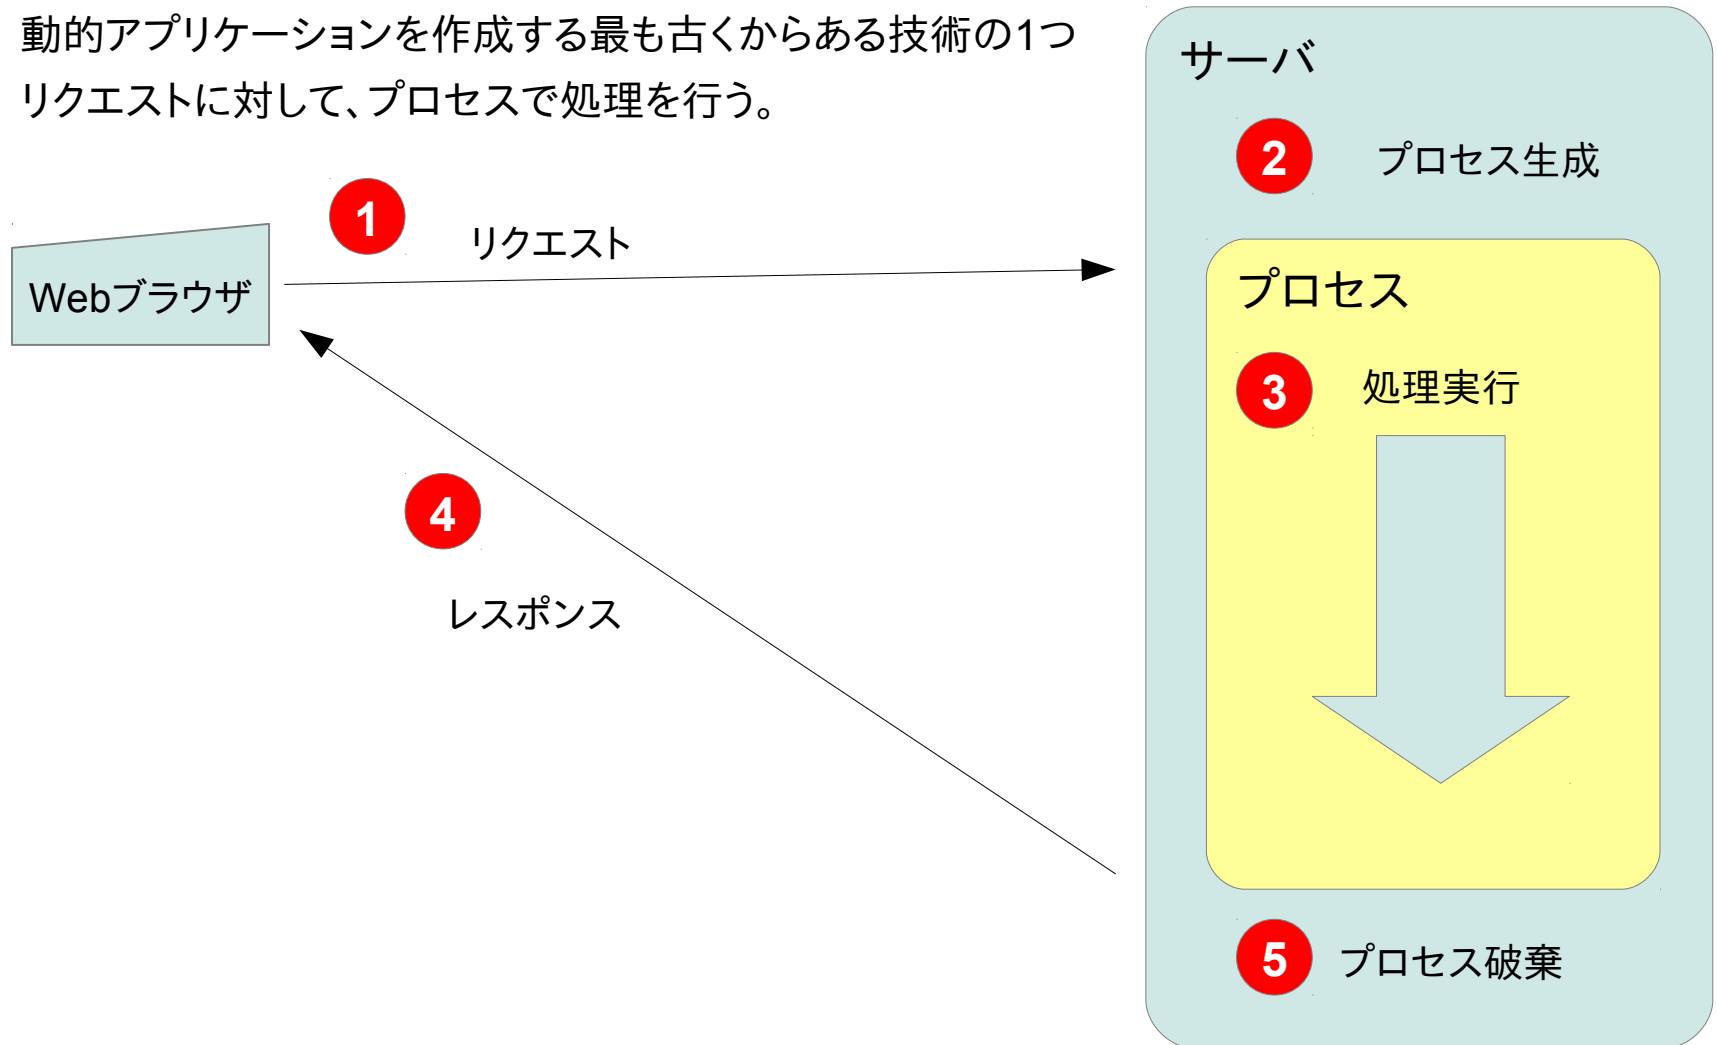 動的アプリケーションを作成する最も古くからある技術の1つ
リクエストに対して、プロセスで処理を行う。
サーバ
2 プロセス生成
1 リクエスト
Webブラウザ
プロセス
3 処理実行
4
レスポンス
5 プロセス破棄